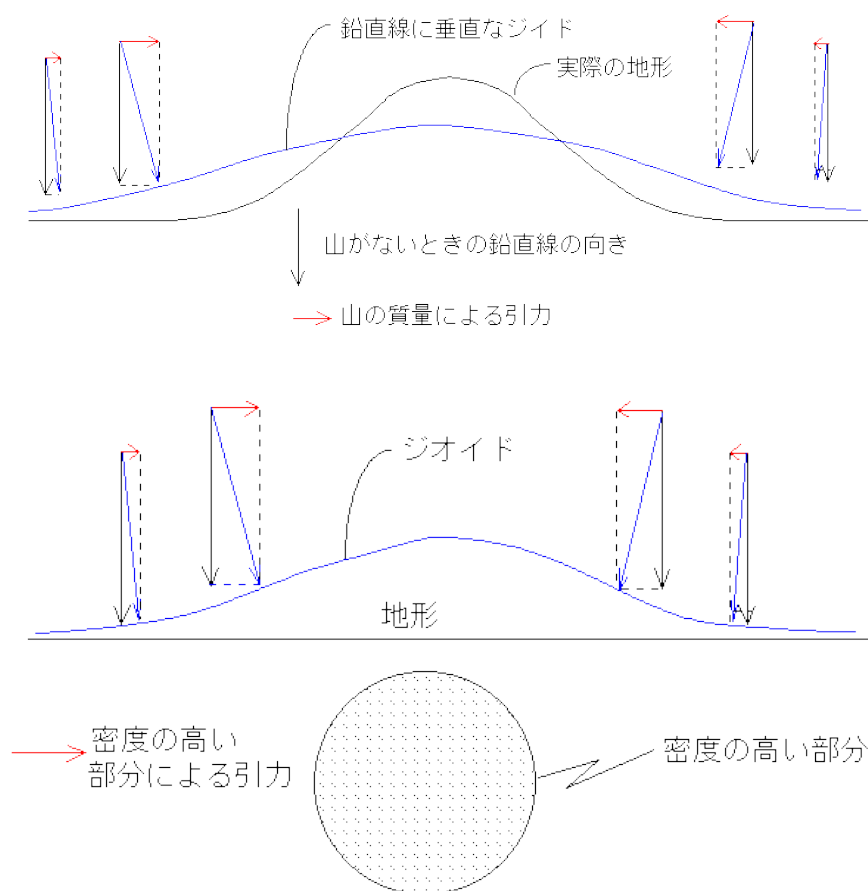 鉛直線に垂直なジイド
実際の地形
山がないときの鉛直線の向き
山の質量による引力
ジオイド
地形
密度の高い
部分による引力
密度の高い部分